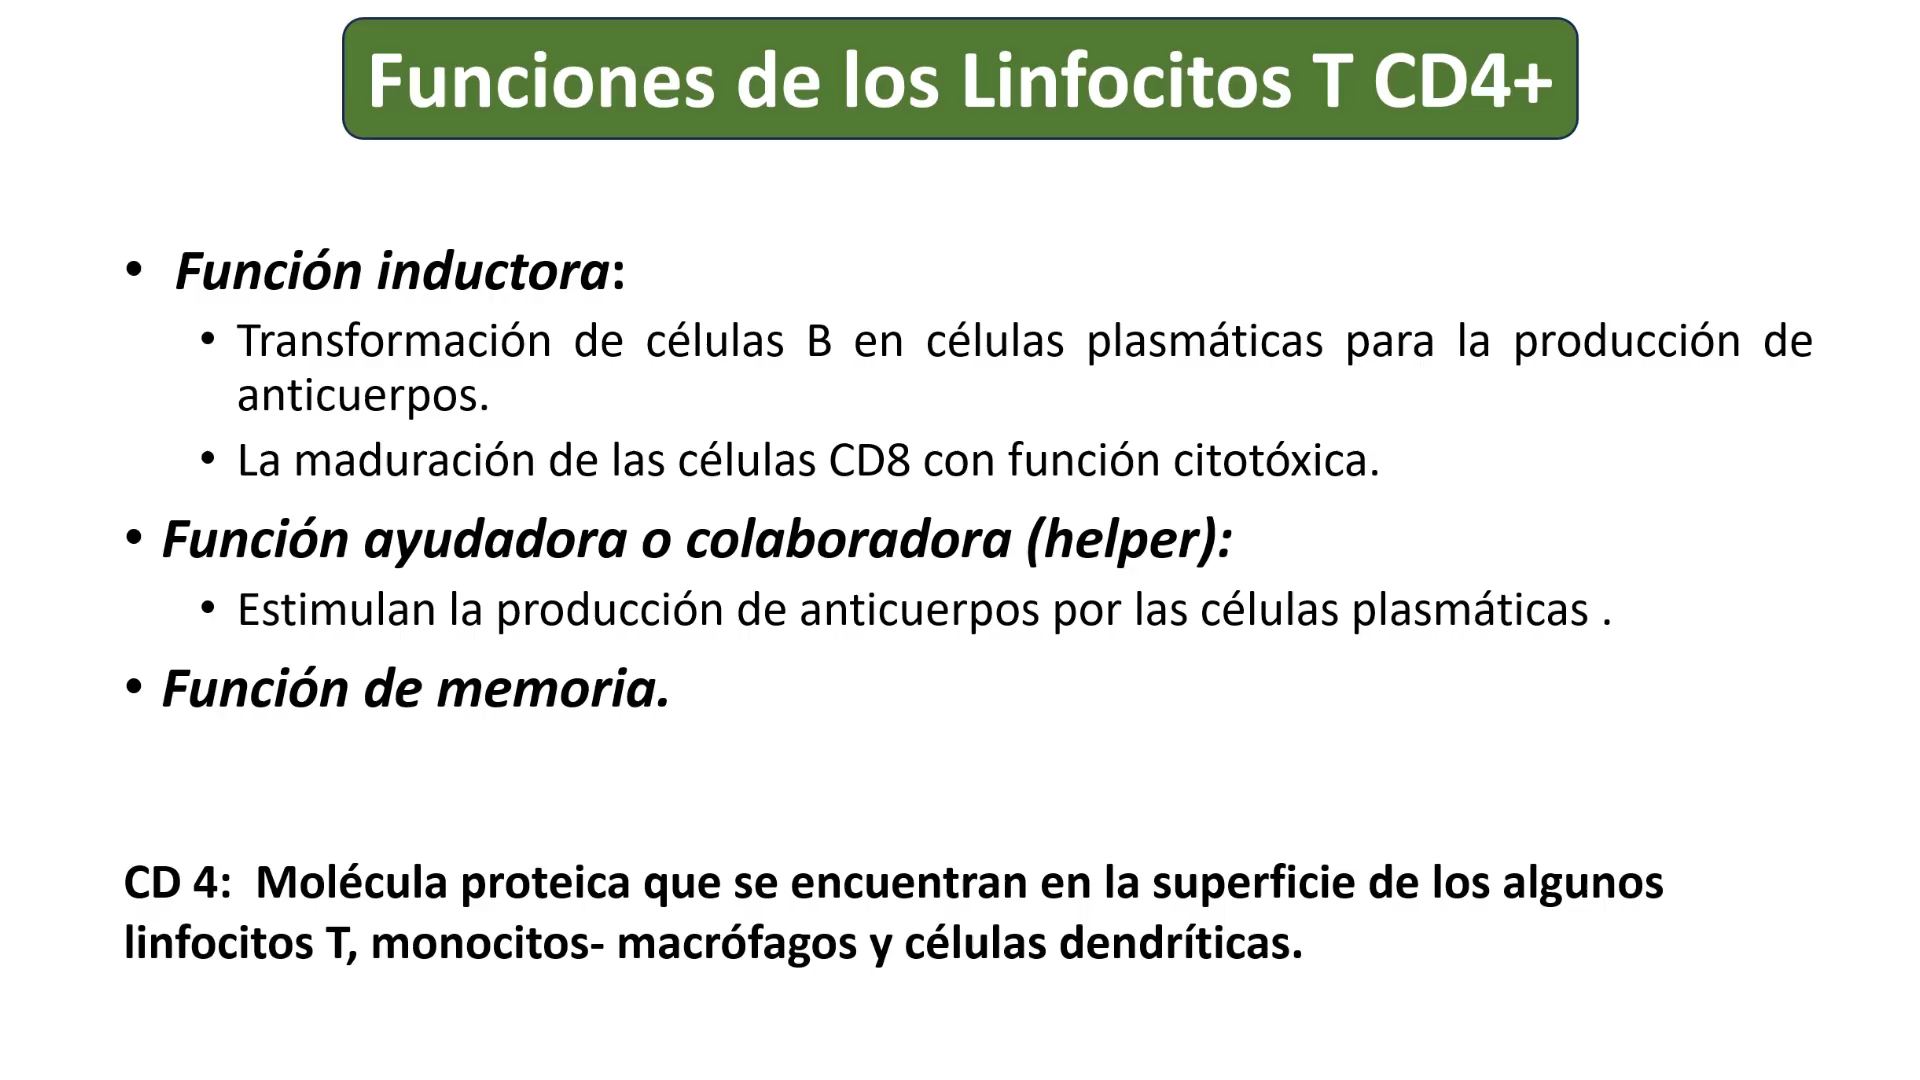 Funciones de los Linfocitos T CD4+
• Función inductora:
• Transformación de células B en células plasmáticas para la producción de
anticuerpos.
• La maduración de las células CD8 con función citotóxica.
• Función ayudadora o colaboradora (helper):
• Estimulan la producción de anticuerpos por las células plasmáticas .
• Función de memoria.
CD 4:  Molécula proteica que se encuentran en la superficie de los algunos
linfocitos T, monocitos- macrófagos y células dendríticas.